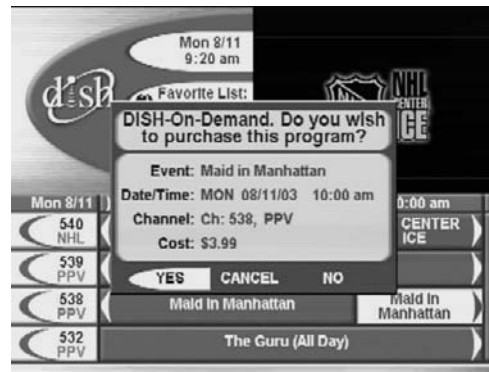 Mon 8/11
9:20 am
dish
Favorite List:
NHL
CENTER
ICE
DISH-On-Demand. Do you wish
to purchase this program?
Event: Maid in Manhattan
Date/Time: MON 08/11/03 10:00 am
Channel: Ch: 538, PPV
Cost: $3.99
YES CANCEL NO
Mon 8/11 0:00 am
540
NHL
CENTER
ICE
539
PPV
538
PPV
Maid In Manhattan
Maid In
Manhattan
532
PPV
The Guru (All Day)